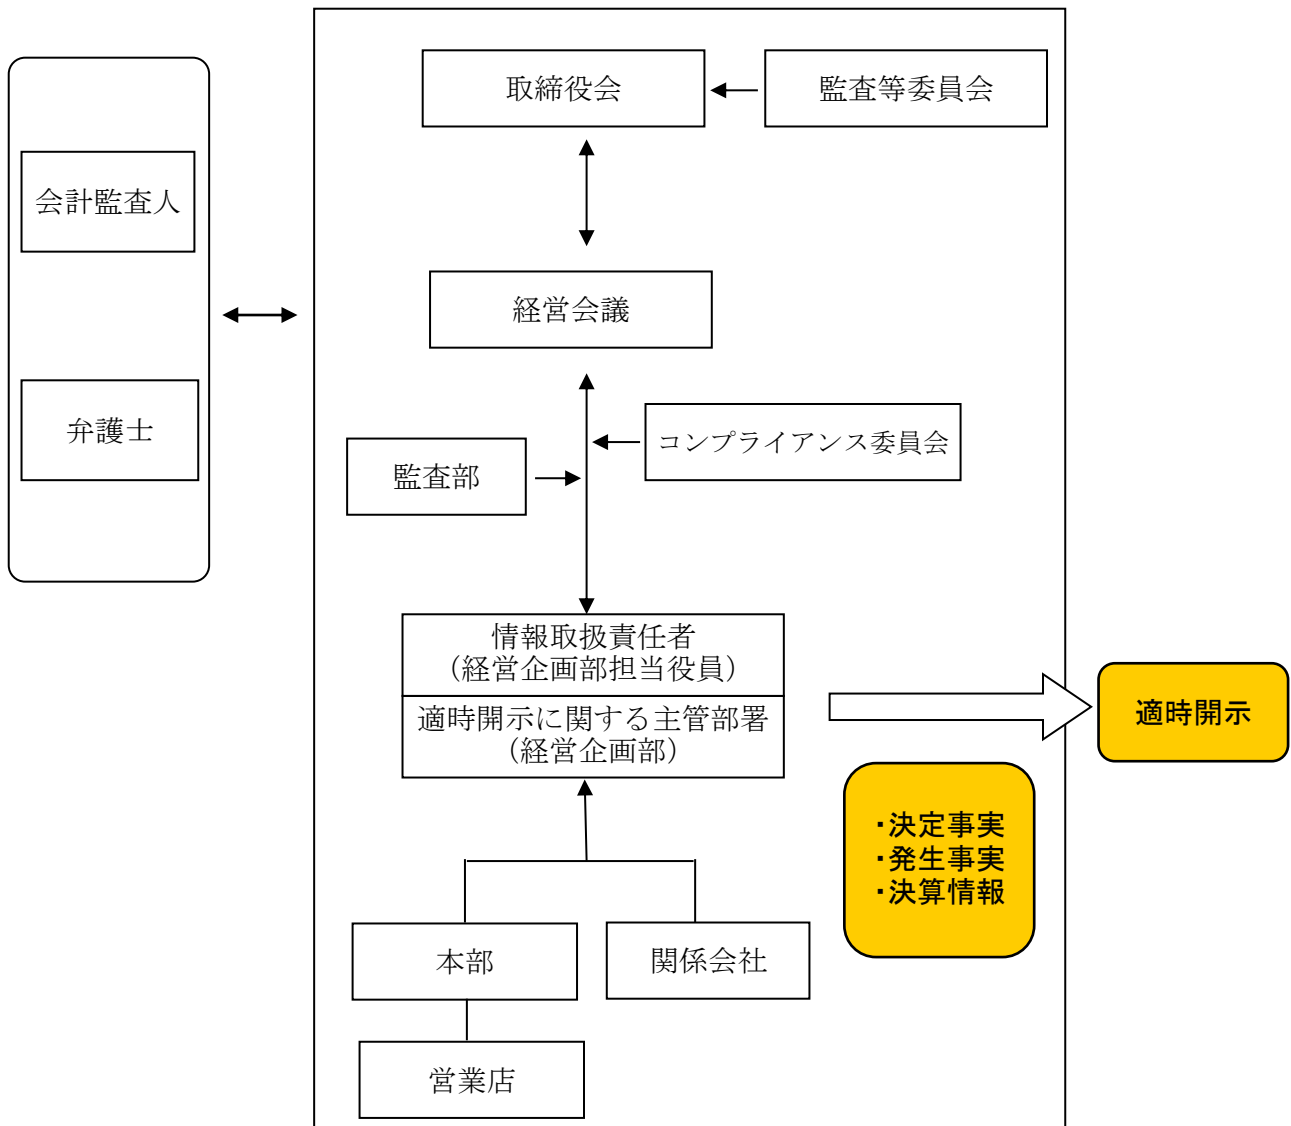 取締役会
監査等委員会
会計監査人
経営会議
弁護士
コンプライアンス委員会
監査部
情報取扱責任者
（経営企画部担当役員）
適時開示に関する主管部署
（経営企画部）
適時開示
・決定事実
・発生事実
・決算情報
本部
関係会社
営業店